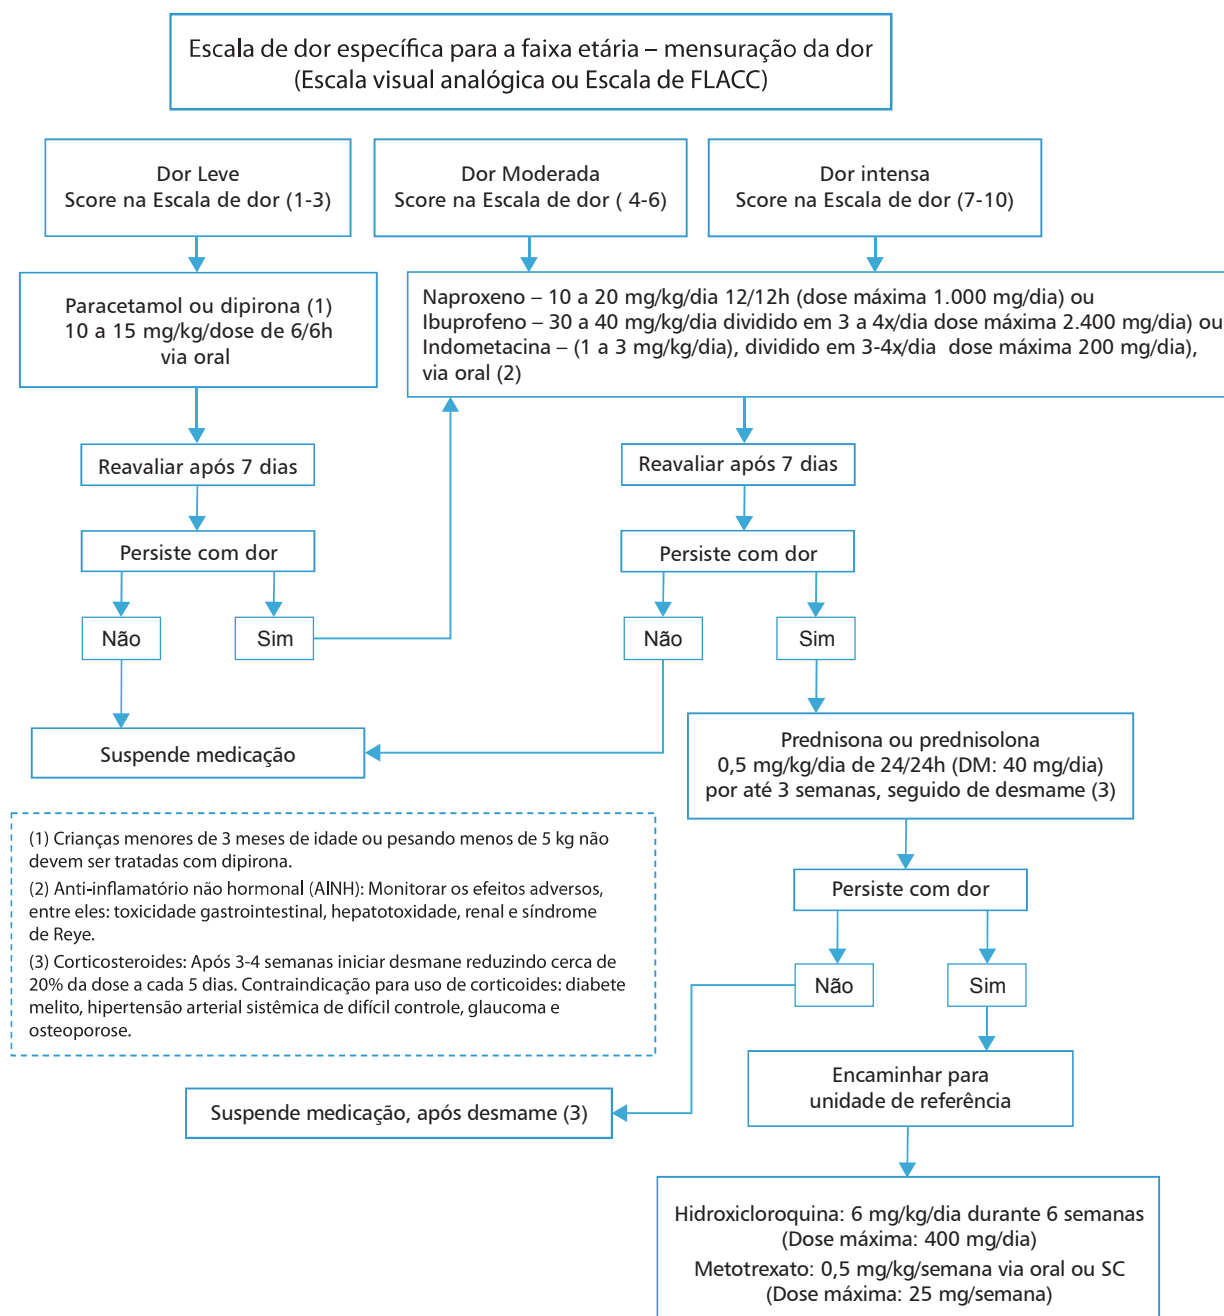 Escala de dor específica para a faixa etária – mensuração da dor
(Escala visual analógica ou Escala de FLACC)
Dor Leve
Score na Escala de dor (1-3)
Dor Moderada
Score na Escala de dor ( 4-6)
Dor intensa
Score na Escala de dor (7-10)
Paracetamol ou dipirona (1)
10 a 15 mg/kg/dose de 6/6h
via oral
Naproxeno – 10 a 20 mg/kg/dia 12/12h (dose máxima 1.000 mg/dia) ou
Ibuprofeno – 30 a 40 mg/kg/dia dividido em 3 a 4x/dia dose máxima 2.400 mg/dia) ou
Indometacina – (1 a 3 mg/kg/dia), dividido em 3-4x/dia dose máxima 200 mg/dia),
via oral (2)
Reavaliar após 7 dias
Persiste com dor
Não
Sim
Reavaliar após 7 dias
Persiste com dor
Não
Sim
Suspende medicação
Prednisona ou prednisolona
0,5 mg/kg/dia de 24/24h (DM: 40 mg/dia)
por até 3 semanas, seguido de desmame (3)
(1) Crianças menores de 3 meses de idade ou pesando menos de 5 kg não
devem ser tratadas com dipirona.
(2) Anti-inflamatório não hormonal (AINH): Monitorar os efeitos adversos,
entre eles: toxicidade gastrointestinal, hepatotoxidade, renal e síndrome
de Reye.
(3) Corticosteroides: Após 3-4 semanas iniciar desmane reduzindo cerca de
20% da dose a cada 5 dias. Contraindicação para uso de corticoides: diabete
melito, hipertensão arterial sistêmica de difícil controle, glaucoma e
osteoporose.
Persiste com dor
Não
Sim
Encaminhar para
unidade de referência
Suspende medicação, após desmame (3)
Hidroxicloroquina: 6 mg/kg/dia durante 6 semanas
(Dose máxima: 400 mg/dia)
Metotrexato: 0,5 mg/kg/semana via oral ou SC
(Dose máxima: 25 mg/semana)